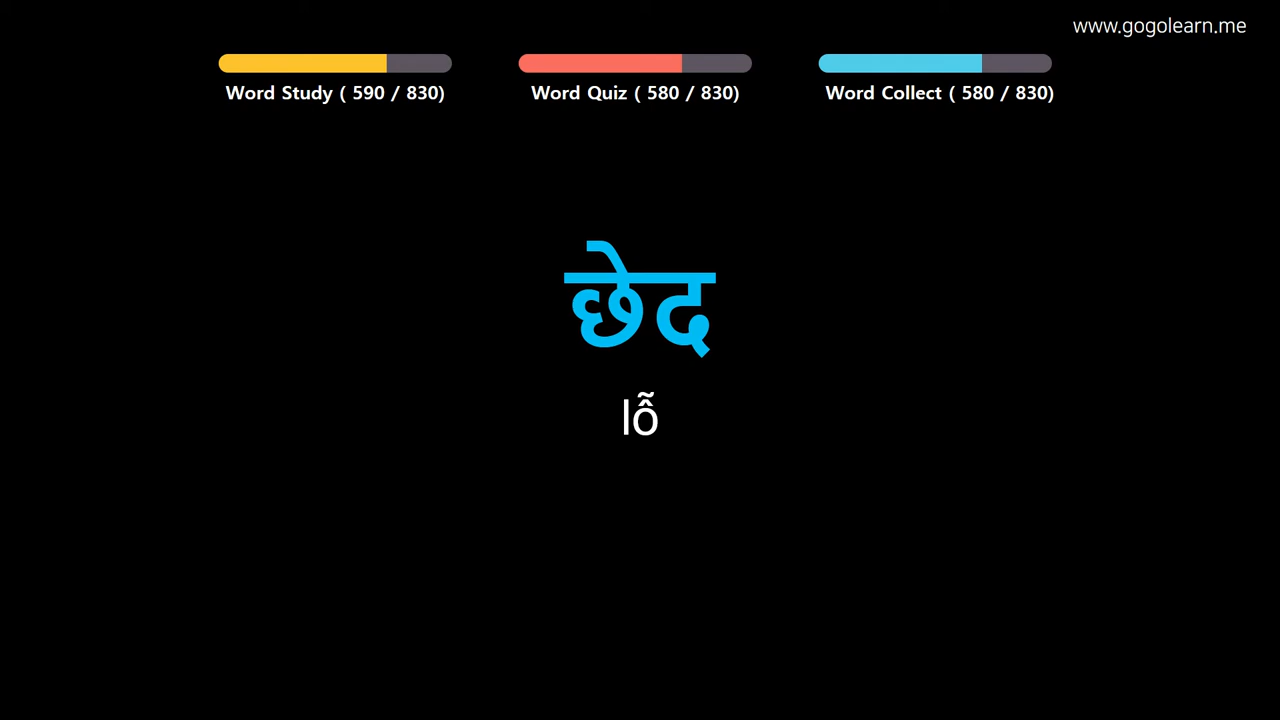 www.gogolearn.me
Word Study ( 590 / 830)
Word Quiz ( 580 / 830)
Word Collect ( 580 / 830)
छेद
lỗ